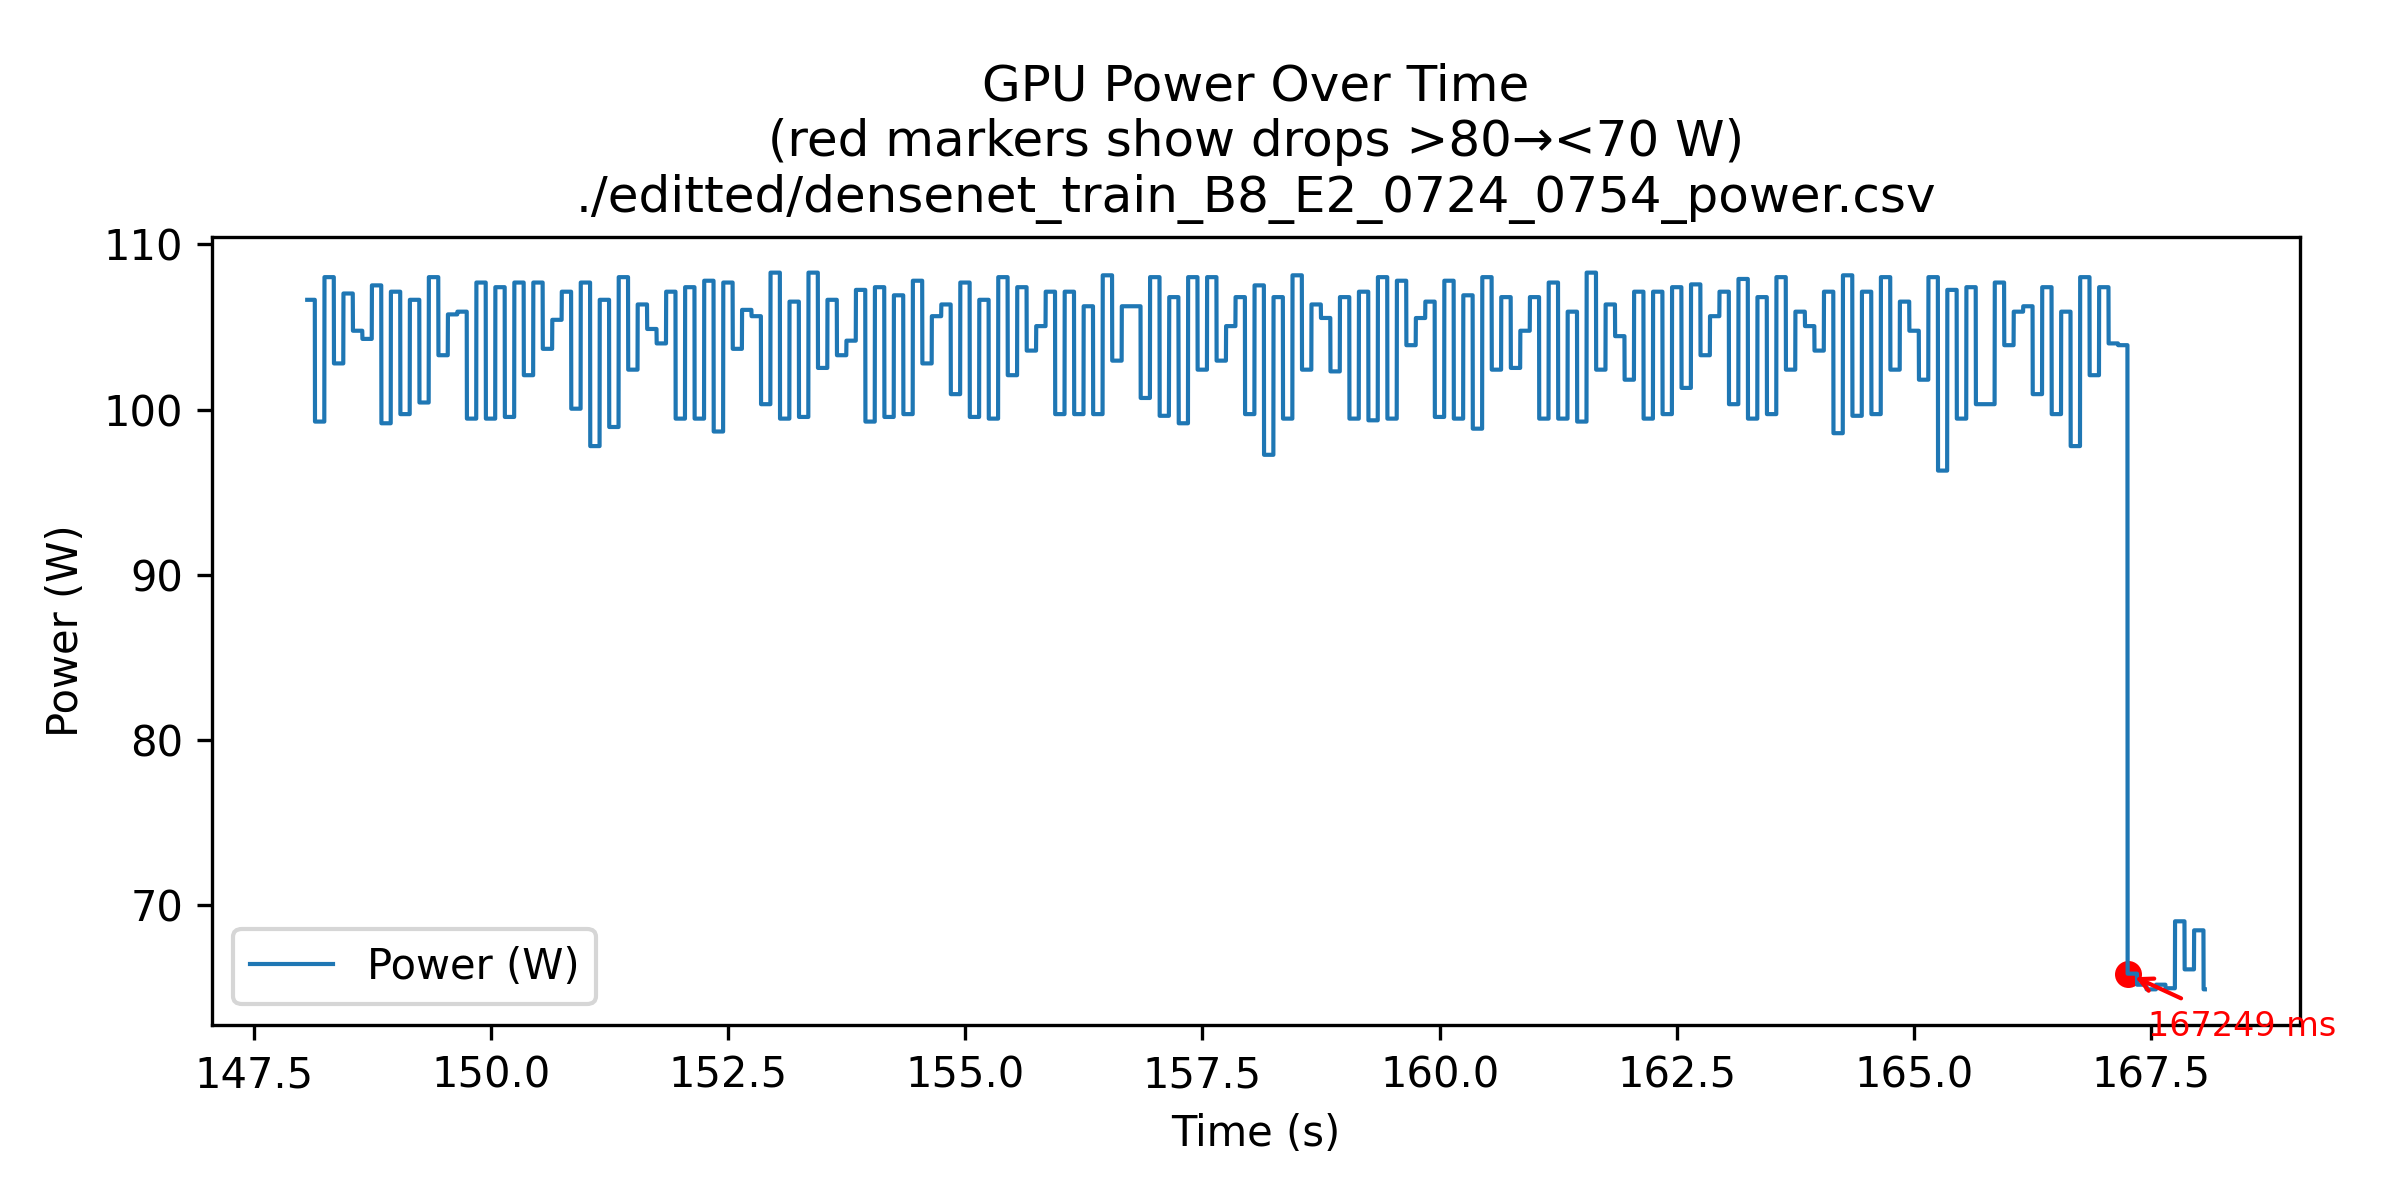 GPU Power Over Time
(red markers show drops >80→<70 W)
./editted/densenet_train_B8_E2_0724_0754_power.csv
110
100
90
80
70
Power (W)
Power (W)
167249 ms
147.5
150.0
152.5
155.0
157.5
160.0
162.5
165.0
167.5
Time (s)